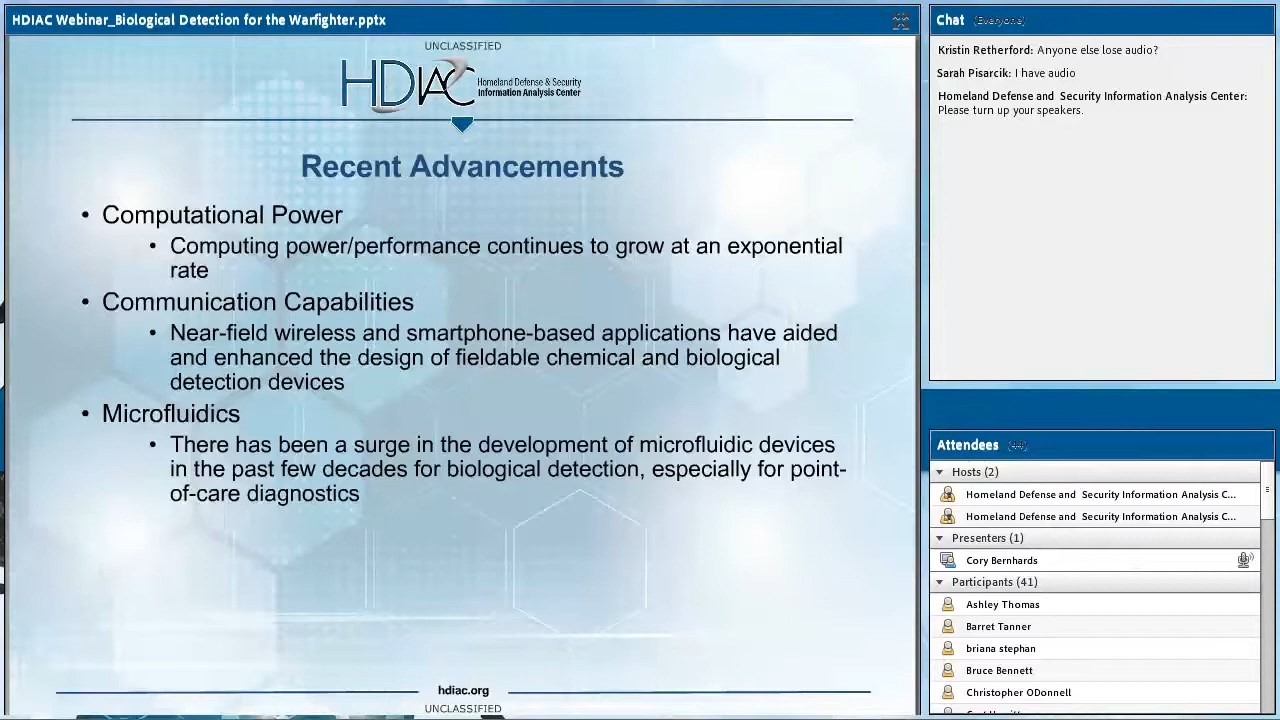 HDIAC Webinar_Biological Detection for the Warfighter.pptx
UNCLASSIFIED
HDIAC
Homeland Defense & Security
Information Analysis Center
Recent Advancements
• Computational Power
• Computing power/performance continues to grow at an exponential
rate
• Communication Capabilities
• Near-field wireless and smartphone-based applications have aided
and enhanced the design of fieldable chemical and biological
detection devices
• Microfluidics
• There has been a surge in the development of microfluidic devices
in the past few decades for biological detection, especially for point-
of-care diagnostics
hdiac.org
UNCLASSIFIED
Chat (Everyone)
Kristin Retherford: Anyone else lose audio?
Sarah Pisarcik: I have audio
Homeland Defense and Security Information Analysis Center:
Please turn up your speakers.
Attendees
Hosts (2)
Homeland Defense and Security Information Analysis C...
Homeland Defense and Security Information Analysis C...
Presenters (1)
Cory Bernhards
Participants (41)
Ashley Thomas
Barret Tanner
briana stephan
Bruce Bennett
Christopher ODonnell